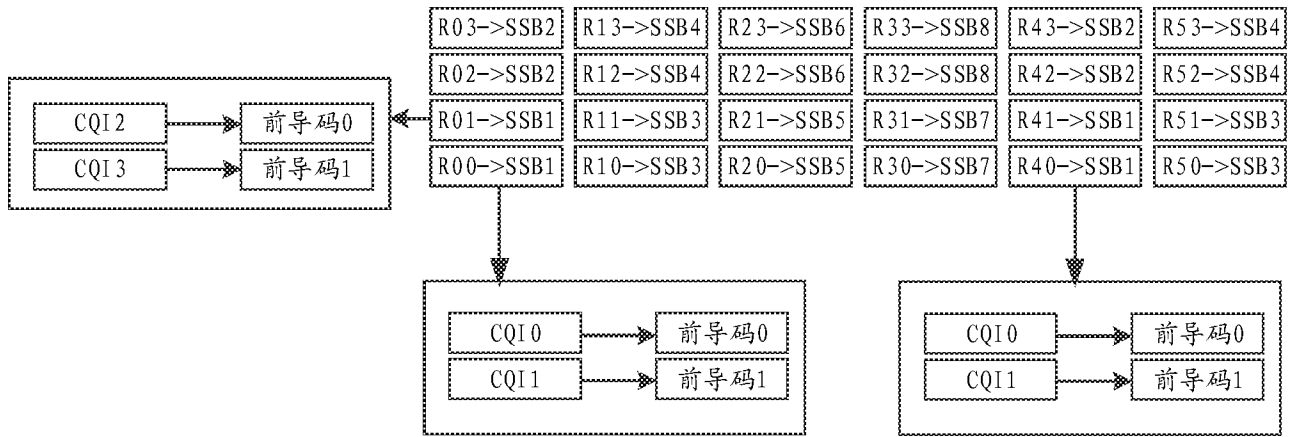 R03->SSB2 R13->SSB4 R23->SSB6 R33->SSB8 R43->SSB2 R53->SSB4
R02->SSB2 R12->SSB4 R22->SSB6 R32->SSB8 R42->SSB2 R52->SSB4
R01->SSB1 R11->SSB3 R21->SSB5 R31->SSB7 R41->SSB1 R51->SSB3
R00->SSB1 R10->SSB3 R20->SSB5 R30->SSB7 R40->SSB1 R50->SSB3
CQI2 前导码0
CQI3 前导码1
CQI0 前导码0
CQI1 前导码1
CQI0 前导码0
CQI1 前导码1